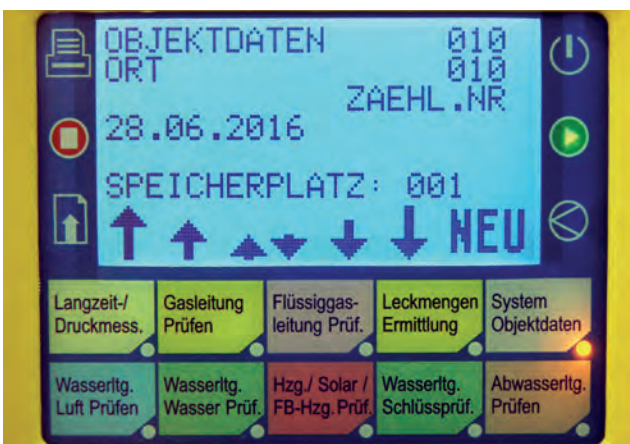 OBJEKTDATEN 010
ORT 010
ZAEHL.NR
28.06.2016
SPEICHERPLATZ: 001
NEU
Langzeit-/
Druckmess.
Gasleitung
Prüfen
Flüssiggas-
leitung Prüf.
Leckmengen
Ermittlung
System
Objektdaten
Wasserltg.
Luft Prüfen
Wasserltg.
Wasser Prüf.
Hzg./ Solar /
FB-Hzg. Prüf.
Wasserltg.
Schlüssprüf.
Abwasserltg.
Prüfen